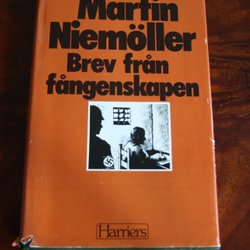 Martin
Niemöller
Brev från
fångenskapen
Harriers